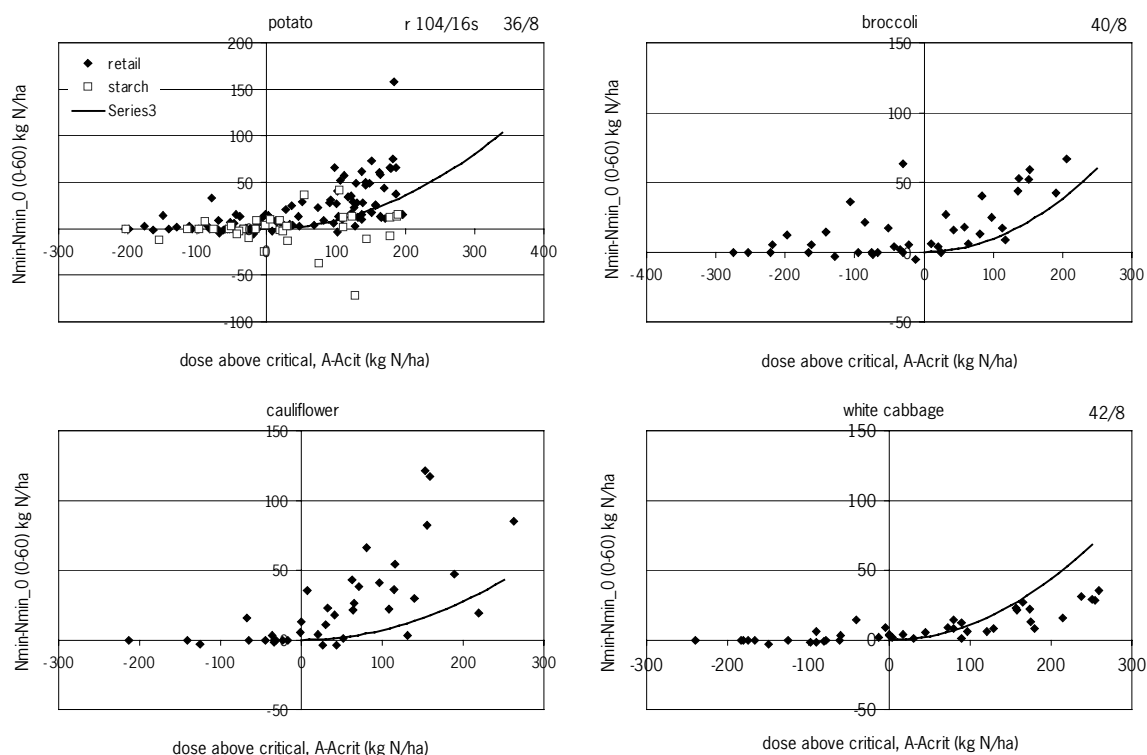 potato r 104/16s 36/8
200
150
100
50
0
-50
-100
-200 -100 0 100 200 300 400
retail
starch
Series3
Nmin-Nmin_0 (0-60) kg N/ha
dose above critical, A-Acit (kg N/ha)
broccoli 40/8
150
100
50
0
-50
-400 -300 -200 -100 0 100 200 300
Nmin-Nmin_0 (0-60) kg N/ha
dose above critical, A-Acrit (kg N/ha)
cauliflower
150
100
50
0
-50
-300 -200 -100 0 100 200 300
Nmin-Nmin_0 (0-60) kg N/ha
dose above critical, A-Acrit (kg N/ha)
white cabbage 42/8
150
100
50
0
-50
-300 -200 -100 0 100 200 300
Nmin-Nmin_0 (0-60) kg N/ha
dose above critical, A-Acrit (kg N/ha)